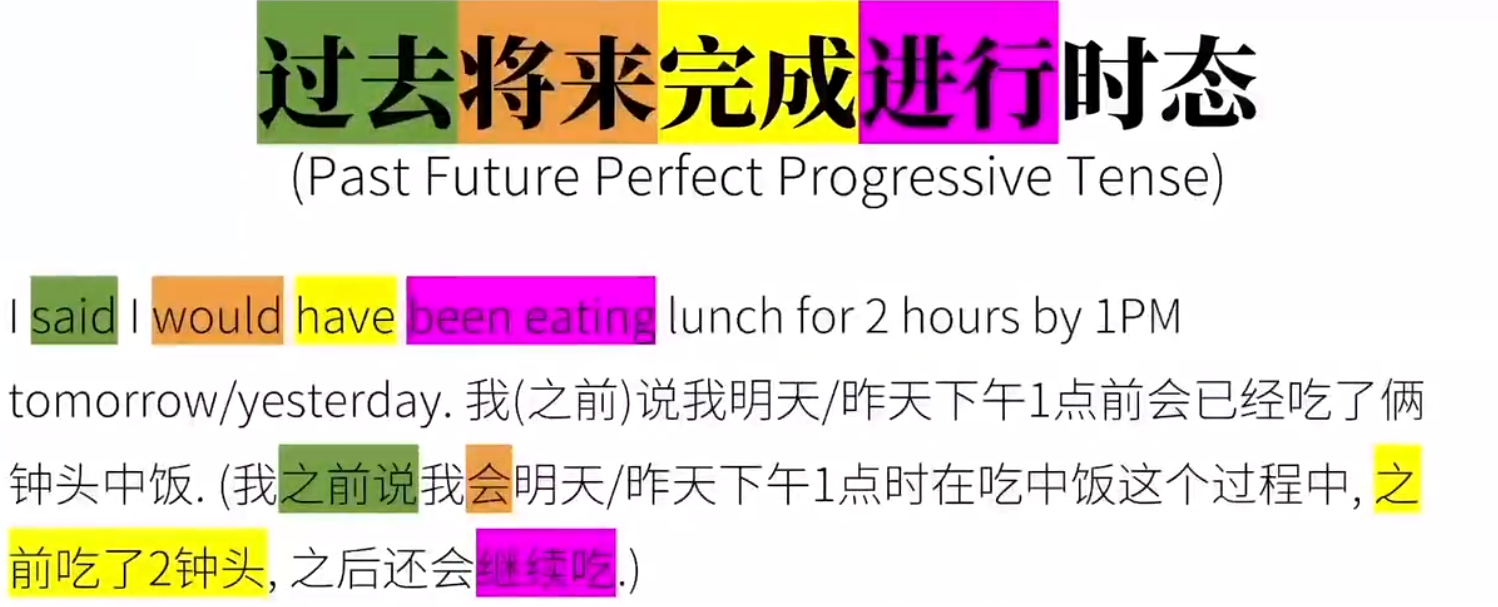 过去将来完成进行时态
(Past Future Perfect Progressive Tense)
I said I would have been eating lunch for 2 hours by 1PM
tomorrow/yesterday. 我(之前)说我明天/昨天下午1点前会已经吃了俩
钟头中饭. (我之前说我会明天/昨天下午1点时在吃中饭这个过程中, 之
前吃了2钟头, 之后还会继续吃.)